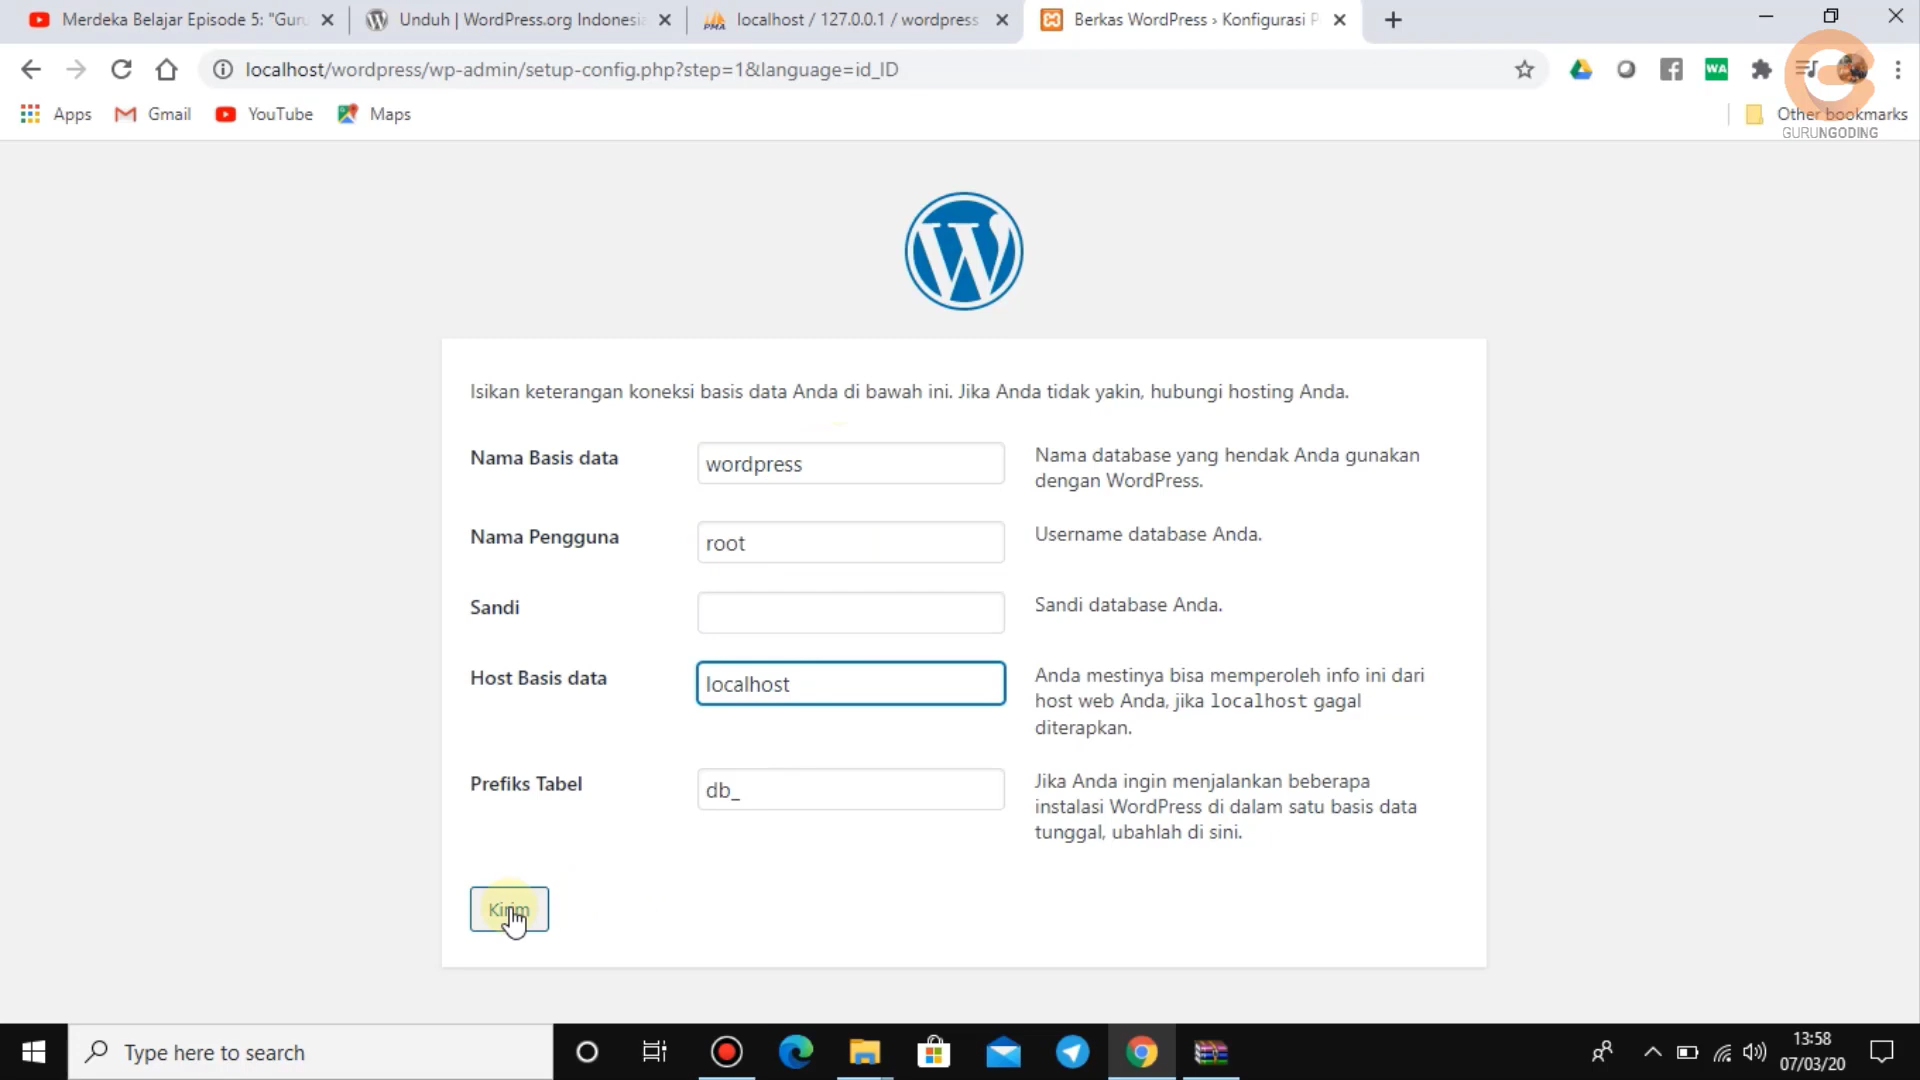 Merdeka Belajar Episode 5: "Guru
Unduh | WordPress.org Indonesia
localhost / 127.0.0.1 / wordpress
Berkas WordPress › Konfigurasi P
localhost/wordpress/wp-admin/setup-config.php?step=1&language=id_ID
WA
Apps
Gmail
YouTube
Maps
Other bookmarks
GURUNGODING
Isikan keterangan koneksi basis data Anda di bawah ini. Jika Anda tidak yakin, hubungi hosting Anda.
Nama Basis data
wordpress
Nama database yang hendak Anda gunakan
dengan WordPress.
Nama Pengguna
root
Username database Anda.
Sandi
Sandi database Anda.
Host Basis data
localhost
Anda mestinya bisa memperoleh info ini dari
host web Anda, jika localhost gagal
diterapkan.
Prefiks Tabel
db_
Jika Anda ingin menjalankan beberapa
instalasi WordPress di dalam satu basis data
tunggal, ubahlah di sini.
Kirim
Type here to search
13:58
07/03/20